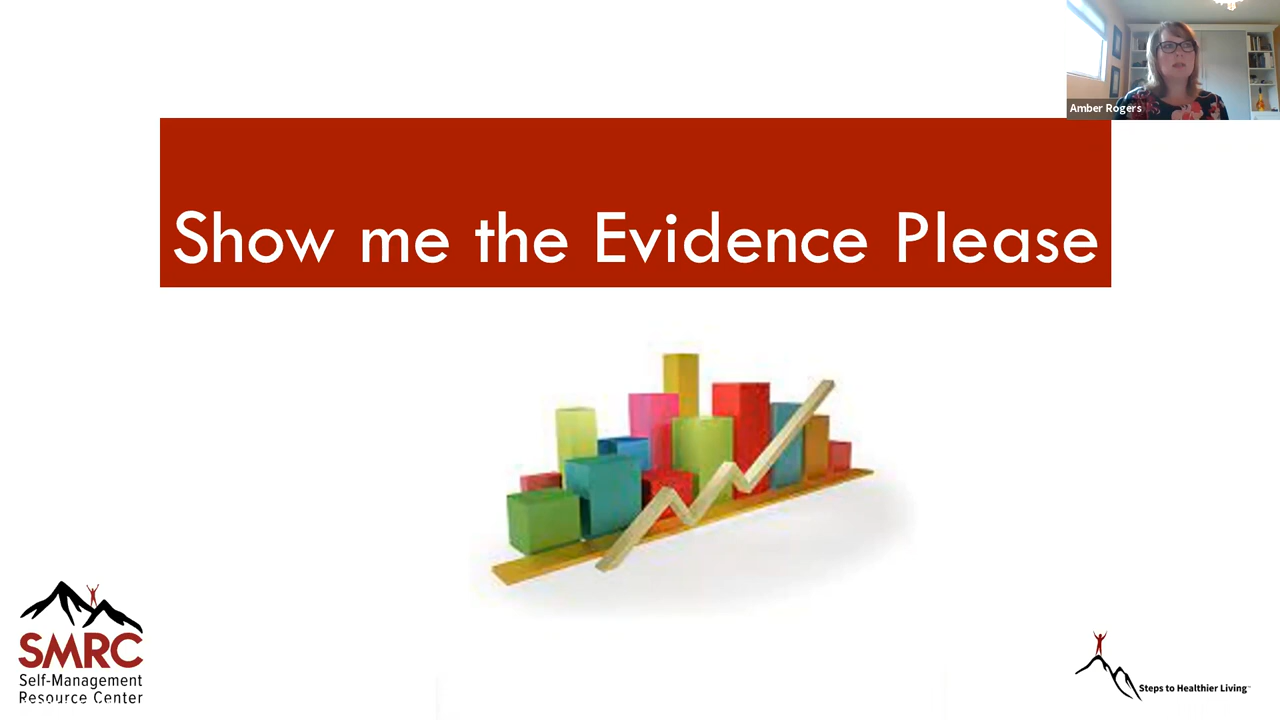 Amber Rogers
Show me the Evidence Please
SMRC
Self-Management
Resource Center
Steps to Healthier Living™